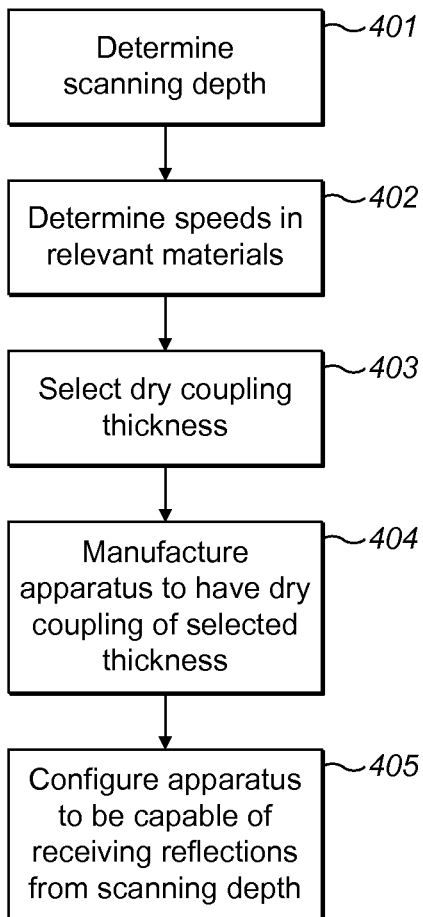 401
Determine
scanning depth
402
Determine speeds in
relevant materials
403
Select dry coupling
thickness
404
Manufacture
apparatus to have dry
coupling of selected
thickness
405
Configure apparatus
to be capable of
receiving reflections
from scanning depth